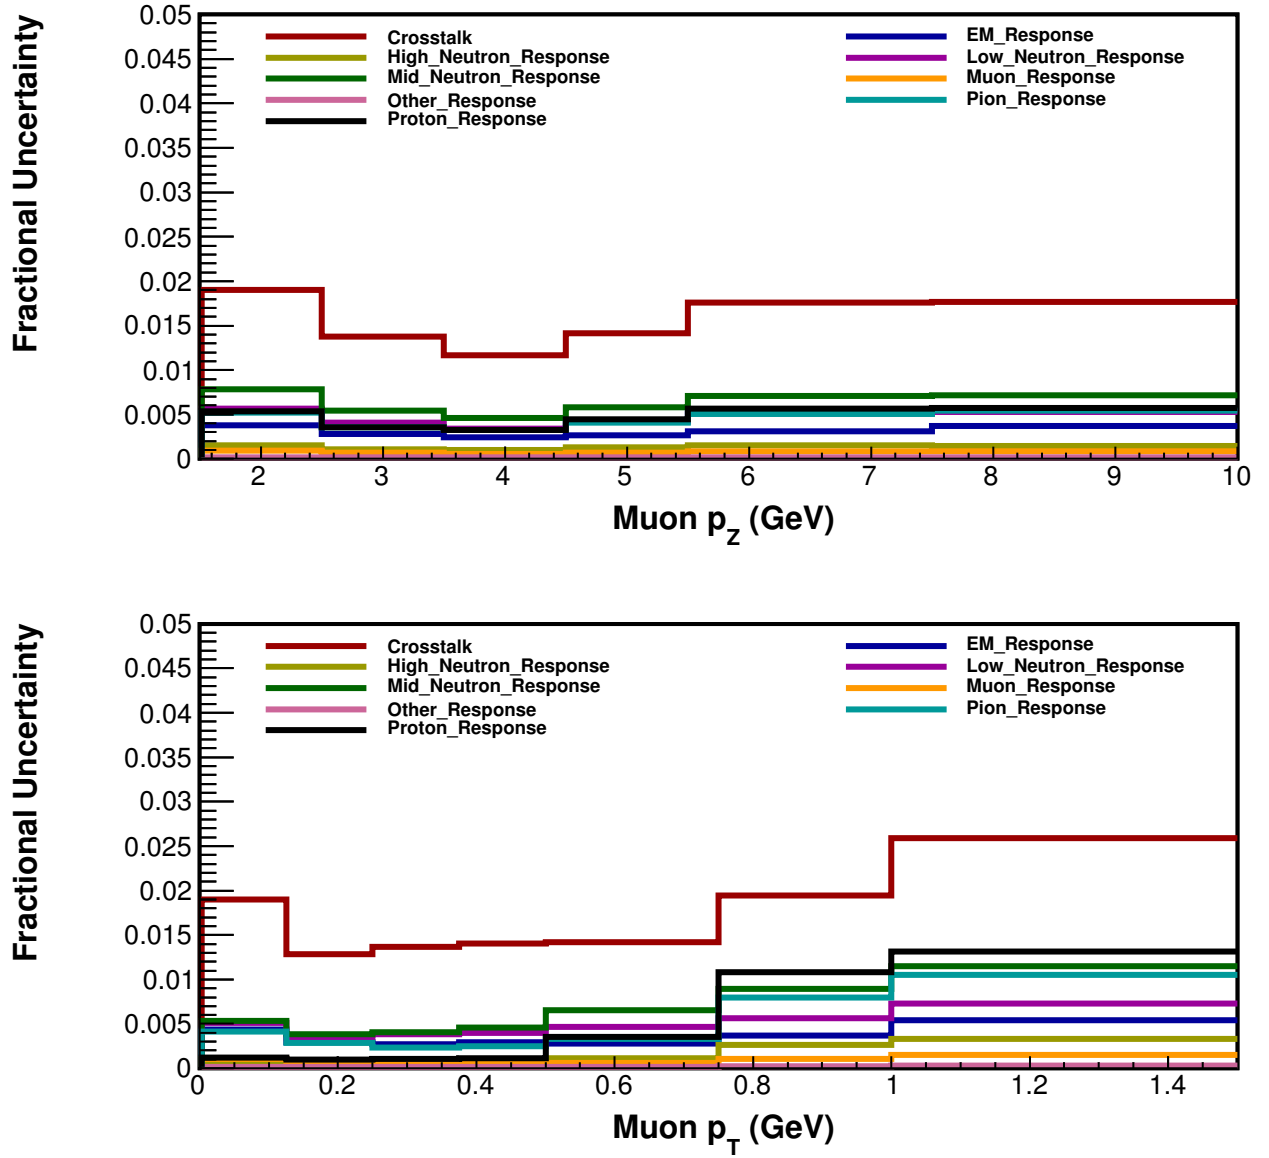 Fractional Uncertainty
0.05
0.045
0.04
0.035
0.03
0.025
0.02
0.015
0.01
0.005
0
Crosstalk
High_Neutron_Response
Mid_Neutron_Response
Other_Response
Proton_Response
EM_Response
Low_Neutron_Response
Muon_Response
Pion_Response
2 3 4 5 6 7 8 9 10
Muon pZ (GeV)
Fractional Uncertainty
0.05
0.045
0.04
0.035
0.03
0.025
0.02
0.015
0.01
0.005
0
Crosstalk
High_Neutron_Response
Mid_Neutron_Response
Other_Response
Proton_Response
EM_Response
Low_Neutron_Response
Muon_Response
Pion_Response
0 0.2 0.4 0.6 0.8 1 1.2 1.4
Muon pT (GeV)